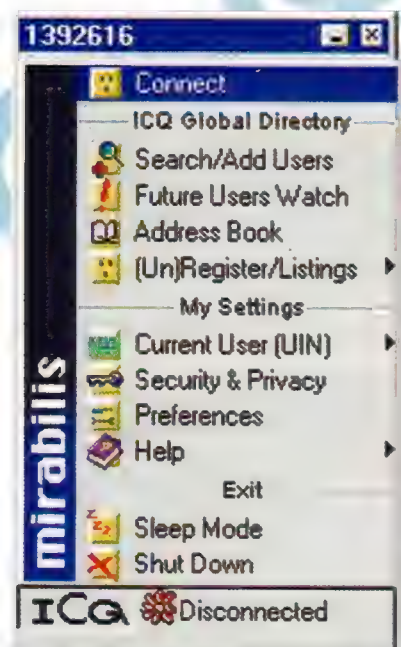 1392616
Connect
ICQ Global Directory
Search/Add Users
Future Users Watch
Address Book
(Un)Register/Listings
My Settings
Current User (UIN)
Security & Privacy
Preferences
Help
Exit
Sleep Mode
Shut Down
mirabilis
ICQ Disconnected